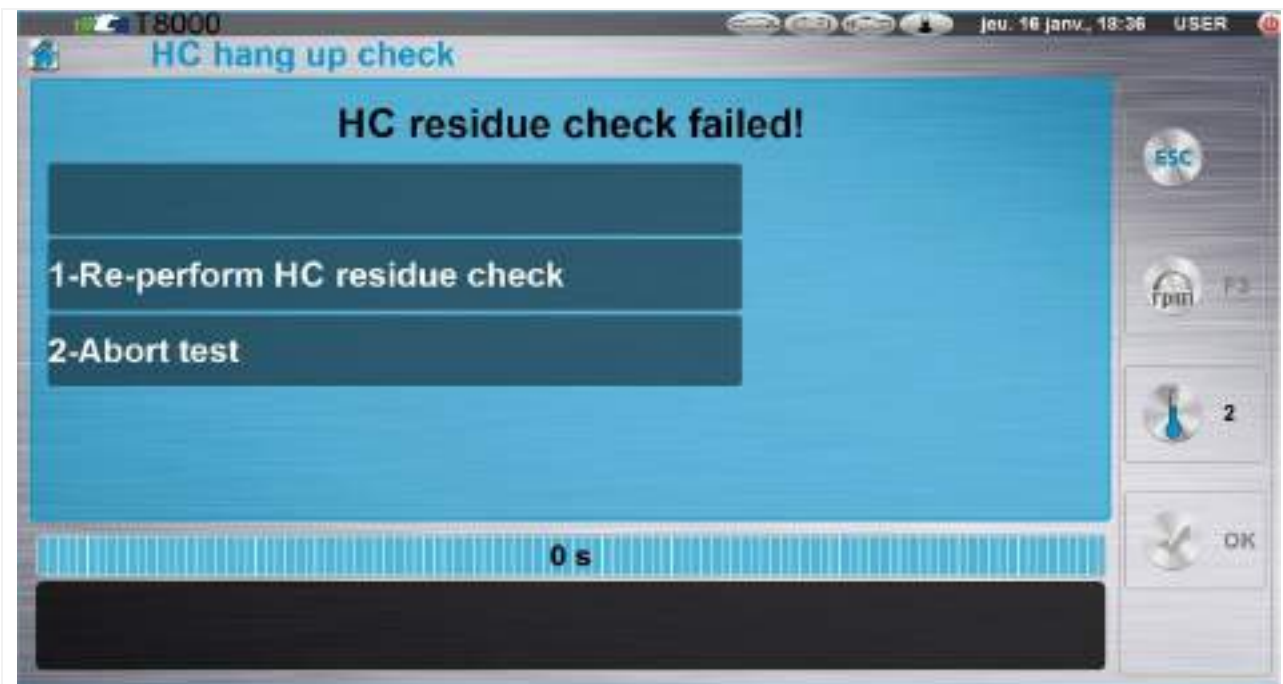 T8000
jeu. 16 janv., 18:36 USER
HC hang up check
HC residue check failed!
ESC
1-Re-perform HC residue check
rpm F3
2-Abort test
2
0 s
OK